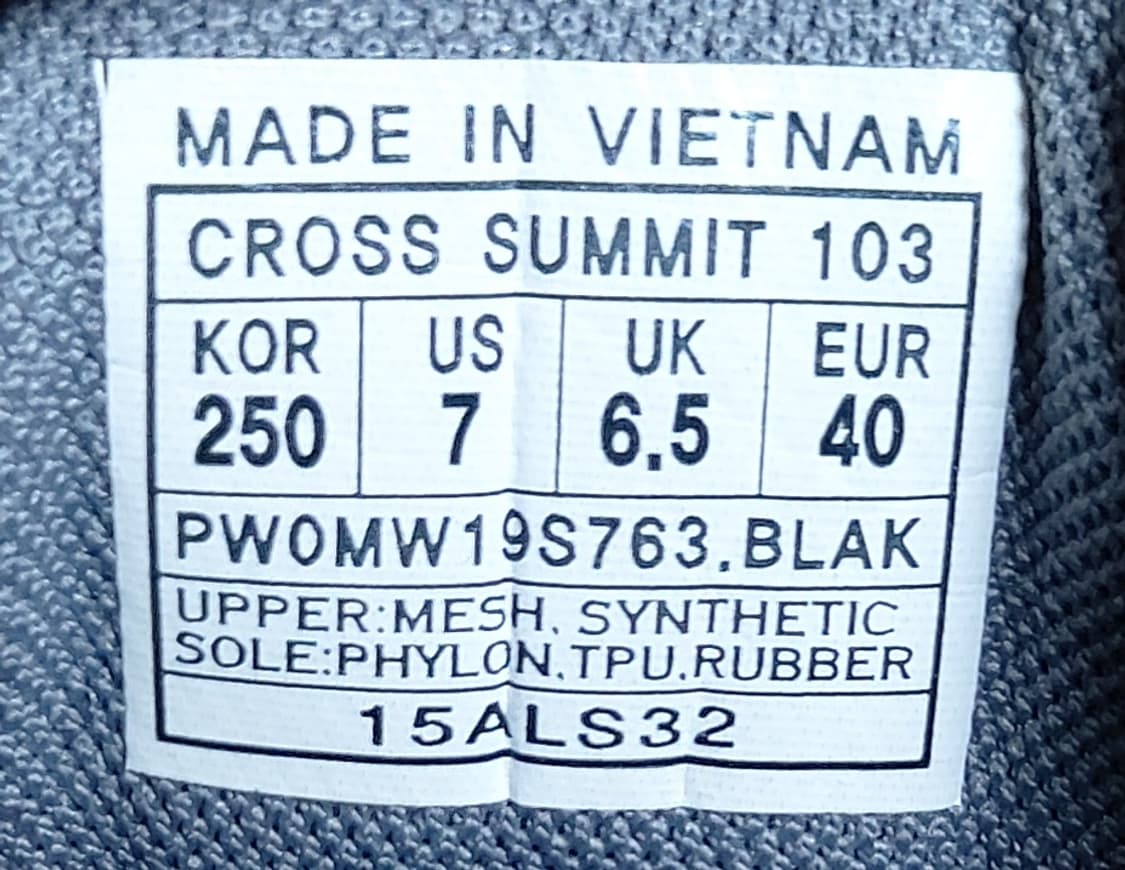 MADE IN VIETNAM
CROSS SUMMIT 103
KOR US UK EUR
250 7 6.5 40
PWOMW19S763.BLAK
UPPER:MESH, SYNTHETIC
SOLE:PHYLON.TPU.RUBBER
15ALS32